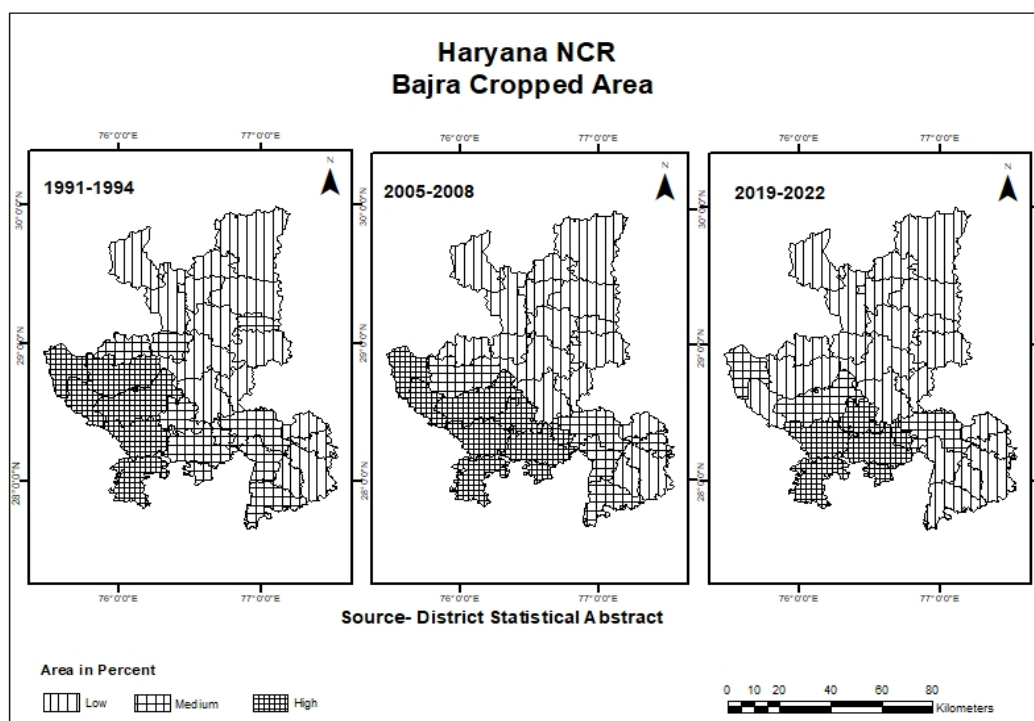 Haryana NCR
Bajra Cropped Area
76°0'0"E 77°0'0"E 76°0'0"E 77°0'0"E 76°0'0"E 77°0'0"E
1991-1994
N
2005-2008
N
2019-2022
N
30°0'0"N
29°0'0"N
28°0'0"N
30°0'0"N
29°0'0"N
28°0'0"N
30°0'0"N
29°0'0"N
28°0'0"N
76°0'0"E 77°0'0"E 76°0'0"E 77°0'0"E 76°0'0"E 77°0'0"E
Source- District Statistical Abstract
Area in Percent
Low Medium High
0 10 20 40 60 80
Kilometers